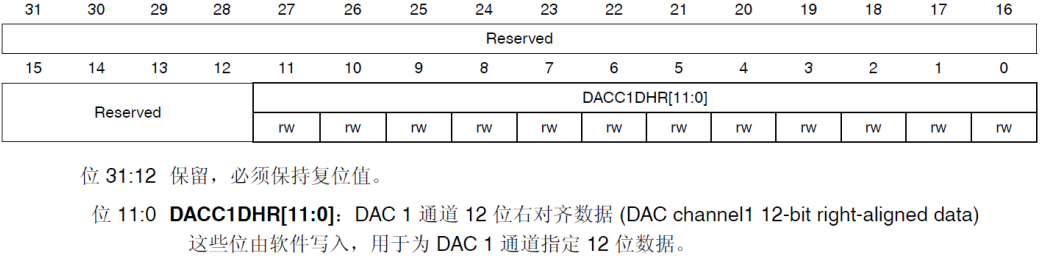 31 30 29 28 27 26 25 24 23 22 21 20 19 18 17 16
Reserved
15 14 13 12 11 10 9 8 7 6 5 4 3 2 1 0
Reserved DACC1DHR[11:0]
rw rw rw rw rw rw rw rw rw rw rw rw
位 31:12 保留，必须保持复位值。
位 11:0 DACC1DHR[11:0]：DAC 1 通道 12 位右对齐数据 (DAC channel1 12-bit right-aligned data)
这些位由软件写入，用于为 DAC 1 通道指定 12 位数据。